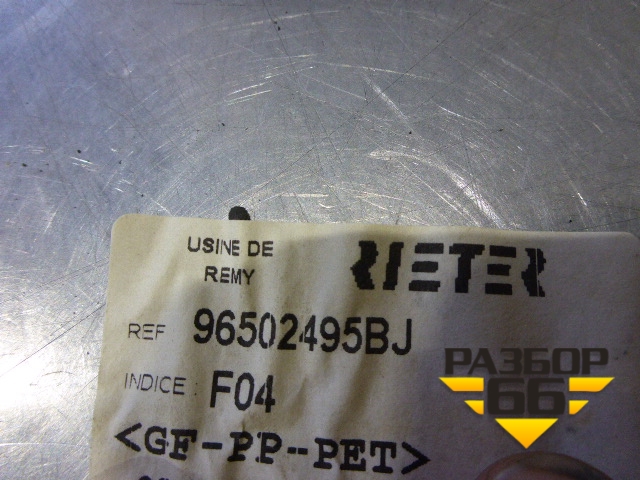 USINE DE
REMY
RIETER
REF 96502495BJ
INDICE : F04
<GF-PP-PET>
РАЗБОР
66